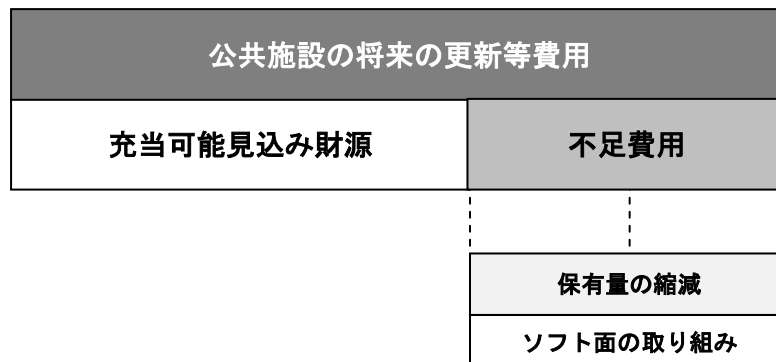 公共施設の将来の更新等費用
充当可能見込み財源
不足費用
保有量の縮減
ソフト面の取り組み